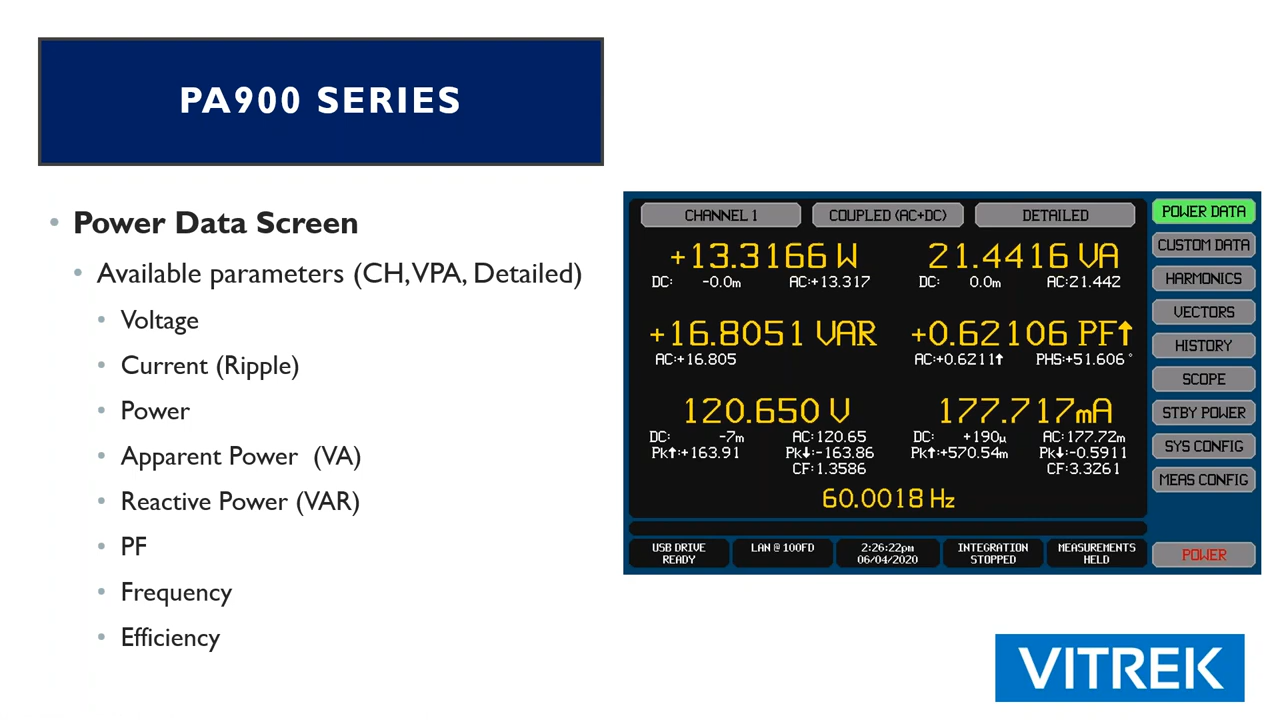 PA900 SERIES
Power Data Screen
Available parameters (CH, VPA, Detailed)
Voltage
Current (Ripple)
Power
Apparent Power (VA)
Reactive Power (VAR)
PF
Frequency
Efficiency
CHANNEL 1 COUPLED (AC+DC) DETAILED
+13.3166 W 21.4416 VA
DC: -0.0m AC:+13.317 DC: 0.0m AC:21.442
+16.8051 VAR +0.62106 PF↑
AC:+16.805 AC:+0.6211↑ PHS:+51.606°
120.650 V 177.717mA
DC: -7m AC:120.65 DC: +190µ AC:177.72m
Pk↑:+163.91 Pk↓:-163.86 Pk↑:+570.54m Pk↓:-0.5911
CF:1.3586 CF:3.3261
60.0018 Hz
USB DRIVE READY
LAN @ 100FD
2:26:22pm 06/04/2020
INTEGRATION STOPPED
MEASUREMENTS HELD
POWER DATA
CUSTOM DATA
HARMONICS
VECTORS
HISTORY
SCOPE
STBY POWER
SYS CONFIG
MEAS CONFIG
POWER
VITREK